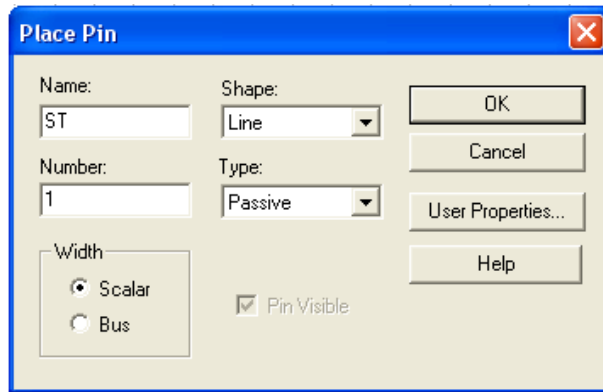 Place Pin
Name:
ST
Shape:
Line
OK
Cancel
Number:
1
Type:
Passive
User Properties...
Help
Width
Scalar
Bus
Pin Visible